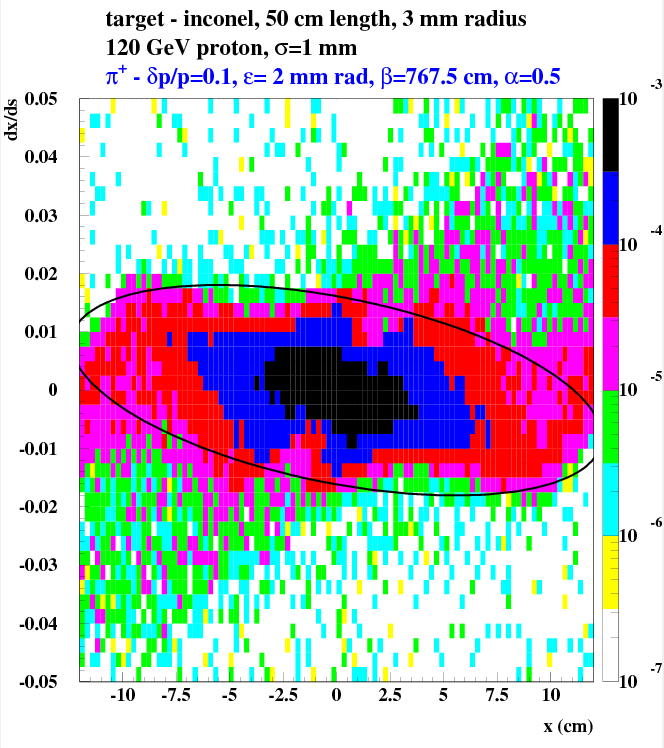 target - inconel, 50 cm length, 3 mm radius
120 GeV proton, σ=1 mm
π+ - δp/p=0.1, ε= 2 mm rad, β=767.5 cm, α=0.5
dx/ds
0.05
0.04
0.03
0.02
0.01
0
-0.01
-0.02
-0.03
-0.04
-0.05
-10 -7.5 -5 -2.5 0 2.5 5 7.5 10
x (cm)
10 -3
10 -4
10 -5
10 -6
10 -7